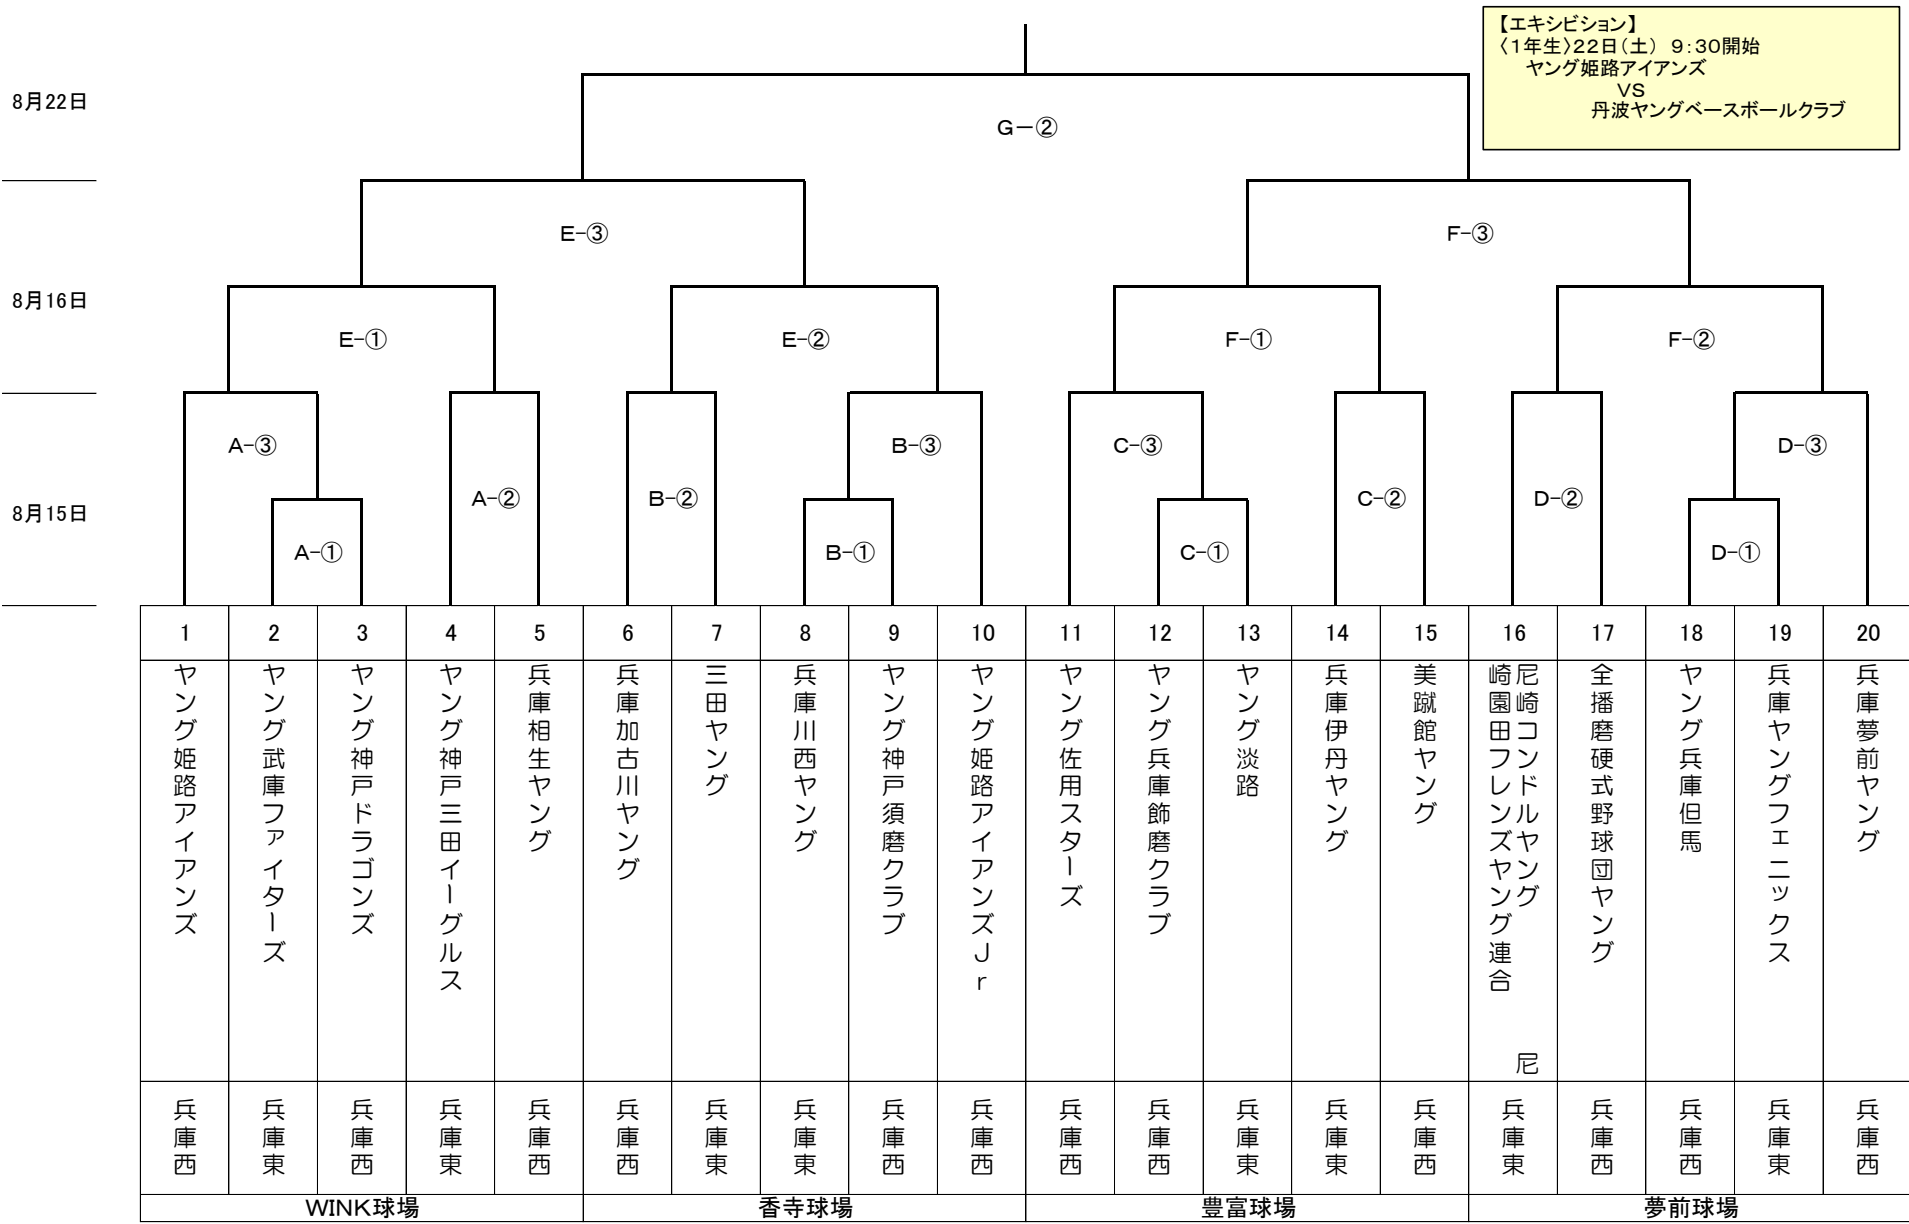 【エキシビション】
〈1年生〉22日(土) 9:30開始
ヤング姫路アイアンズ
VS
丹波ヤングベースボールクラブ
8月22日
G－②
E-③
F-③
8月16日
E-①
E-②
F-①
F-②
A-③
B-③
C-③
D-③
8月15日
A-②
B-②
C-②
D-②
A-①
B-①
C-①
D-①
1 2 3 4 5 6 7 8 9 10 11 12 13 14 15 16 17 18 19 20
ヤング姫路アイアンズ
ヤング武庫ファイターズ
ヤング神戸ドラゴンズ
ヤング神戸三田イーグルス
兵庫相生ヤング
兵庫加古川ヤング
三田ヤング
兵庫川西ヤング
ヤング神戸須磨クラブ
ヤング姫路アイアンズJr
ヤング佐用スターズ
ヤング兵庫飾磨クラブ
ヤング淡路
兵庫伊丹ヤング
美蹴館ヤング
尼崎コンドルヤング 尼
崎園田フレンズヤング連合
全播磨硬式野球団ヤング
ヤング兵庫但馬
兵庫ヤングフェニックス
兵庫夢前ヤング
兵庫西
兵庫東
兵庫西
兵庫東
兵庫西
兵庫西
兵庫東
兵庫東
兵庫西
兵庫西
兵庫西
兵庫西
兵庫東
兵庫東
兵庫西
兵庫東
兵庫西
兵庫西
兵庫東
兵庫西
WINK球場
香寺球場
豊富球場
夢前球場